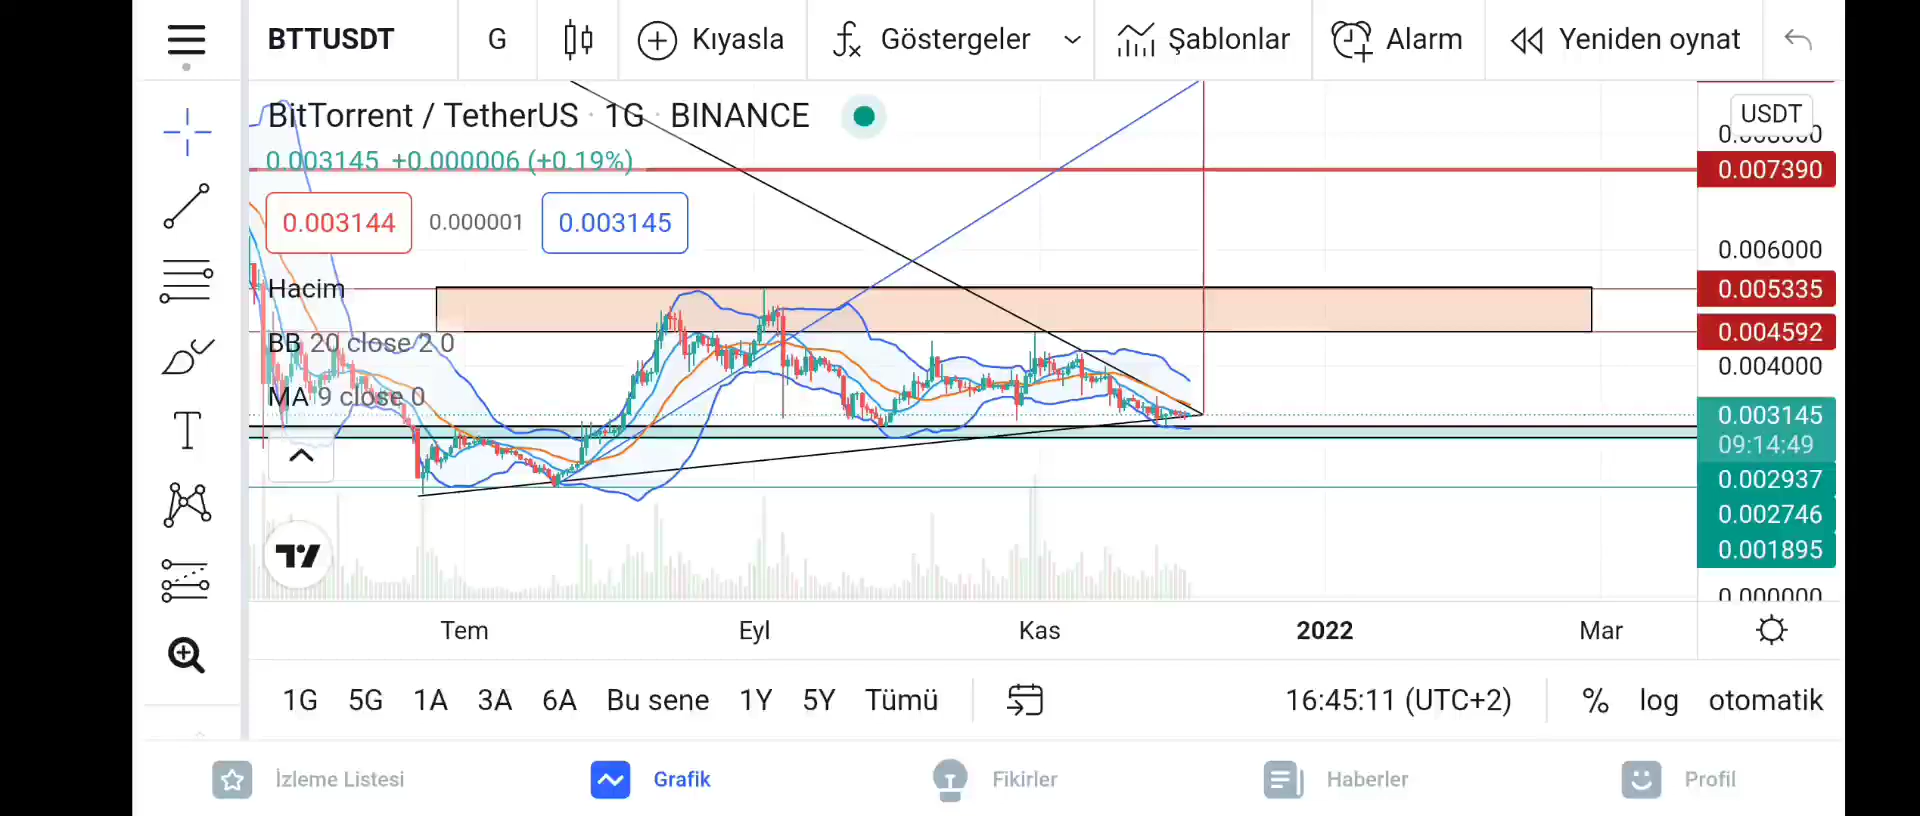 BTTUSDT G Kıyasla Göstergeler Şablonlar Alarm Yeniden oynat
BitTorrent / TetherUS · 1G · BINANCE
0.003145 +0.000006 (+0.19%)
0.003144 0.000001 0.003145
Hacim
BB 20 close 2 0
MA 9 close 0
USDT
0.008000
0.007390
0.006000
0.005335
0.004592
0.004000
0.003145
09:14:49
0.002937
0.002746
0.001895
0.000000
Tem Eyl Kas 2022 Mar
1G 5G 1A 3A 6A Bu sene 1Y 5Y Tümü 16:45:11 (UTC+2) % log otomatik
İzleme Listesi Grafik Fikirler Haberler Profil